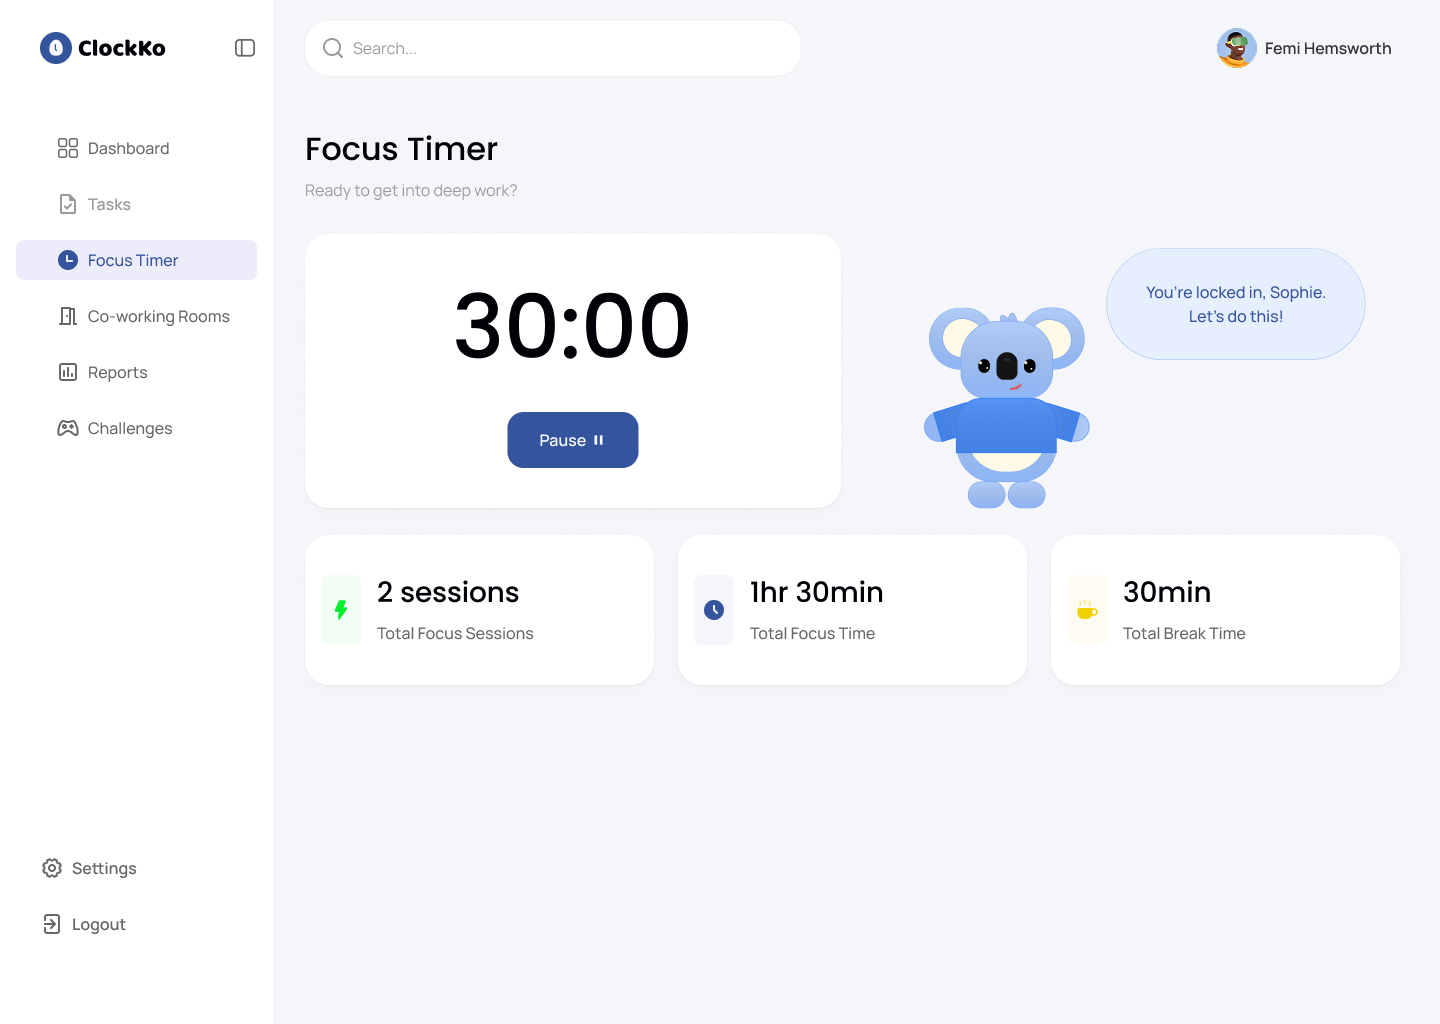 ClockKo
Search...
Femi Hemsworth
Dashboard
Tasks
Focus Timer
Co-working Rooms
Reports
Challenges
Settings
Logout
Focus Timer
Ready to get into deep work?
30:00
Pause
You're locked in, Sophie.
Let's do this!
2 sessions
Total Focus Sessions
1hr 30min
Total Focus Time
30min
Total Break Time